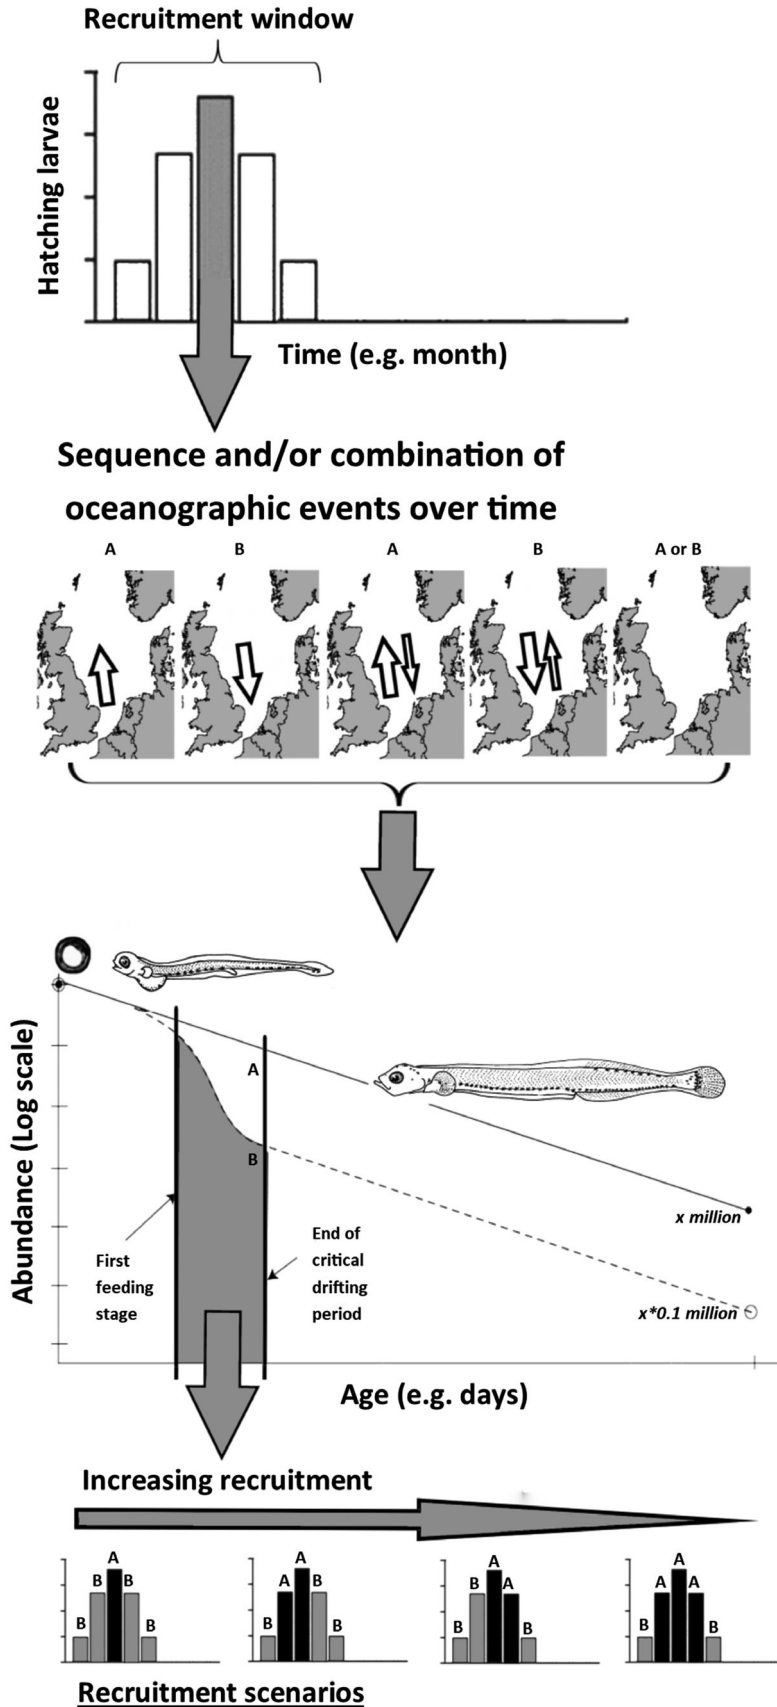 Recruitment window
Hatching larvae
Time (e.g. month)
Sequence and/or combination of
oceanographic events over time
A B A B A or B
Abundance (Log scale)
A
B
x million
First
feeding
stage
End of
critical
drifting
period
x*0.1 million
Age (e.g. days)
Increasing recruitment
B B A B B
B A A B B
B B A A B
B A A A B
Recruitment scenarios